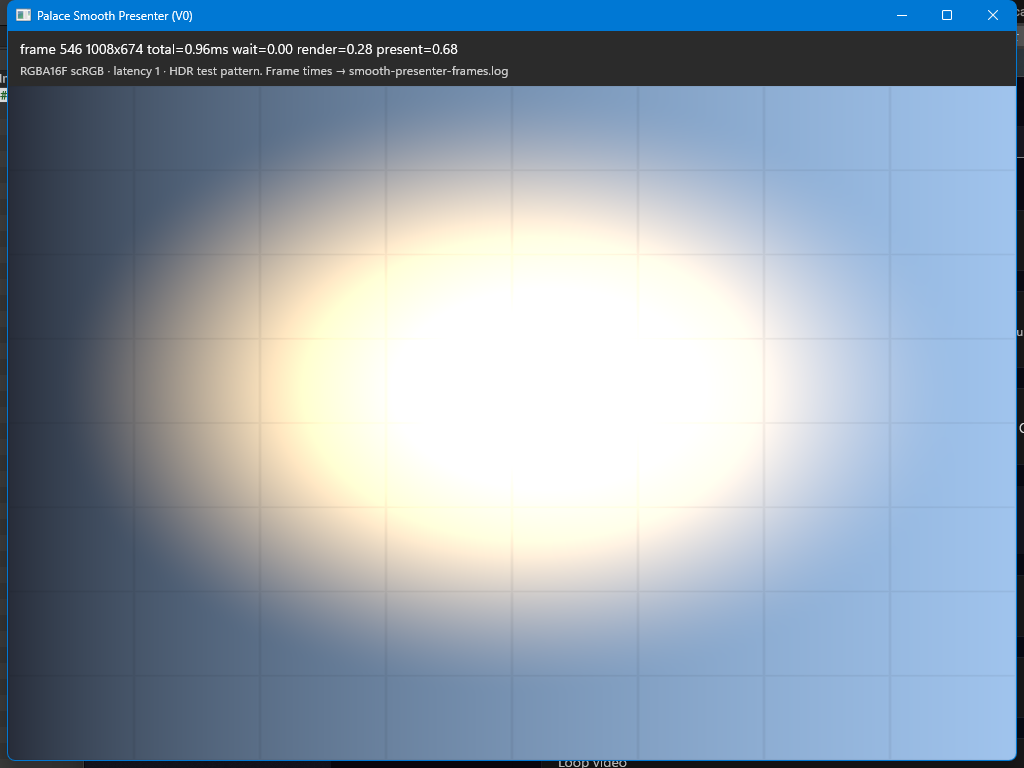 Palace Smooth Presenter (V0)
frame 546 1008x674 total=0.96ms wait=0.00 render=0.28 present=0.68
RGBA16F scRGB · latency 1 · HDR test pattern. Frame times → smooth-presenter-frames.log
Loop video